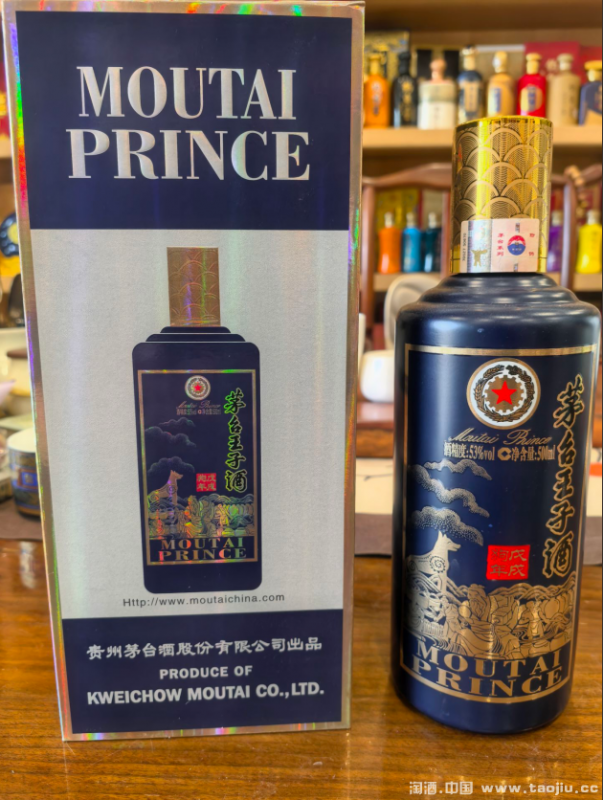 MOUTAI
PRINCE
Moutai Prince
茅台王子酒
戊戌
狗年
MOUTAI
PRINCE
Http://www.moutaichina.com
贵州茅台酒股份有限公司出品
PRODUCE OF
KWEICHOW MOUTAI CO.,LTD.
Moutai Prince
酒精度:53%vol 净含量:500ml
茅台王子酒
戊戌
狗年
MOUTAI
PRINCE
淘酒.中国 www.taojiu.cc